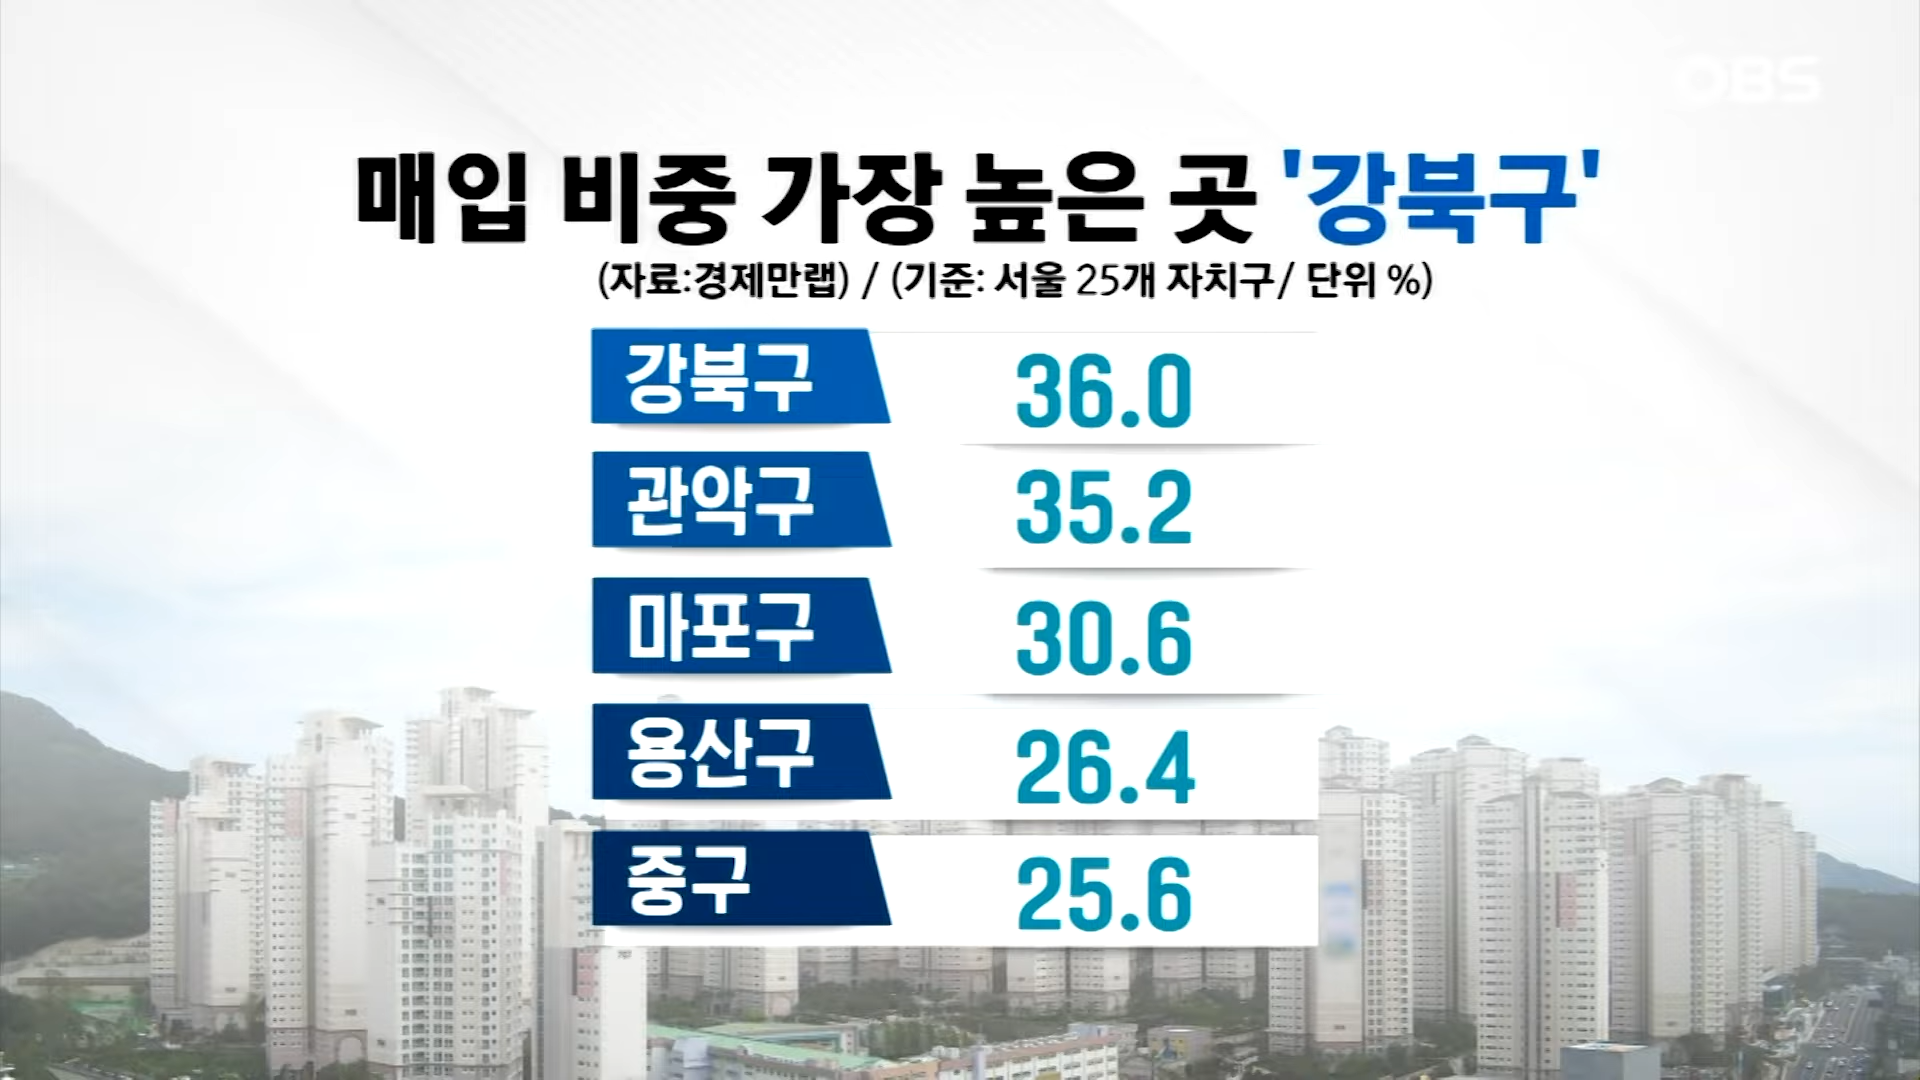 OBS
매입 비중 가장 높은 곳 '강북구'
(자료:경제만랩) / (기준: 서울 25개 자치구/ 단위 %)
강북구 36.0
관악구 35.2
마포구 30.6
용산구 26.4
중구 25.6